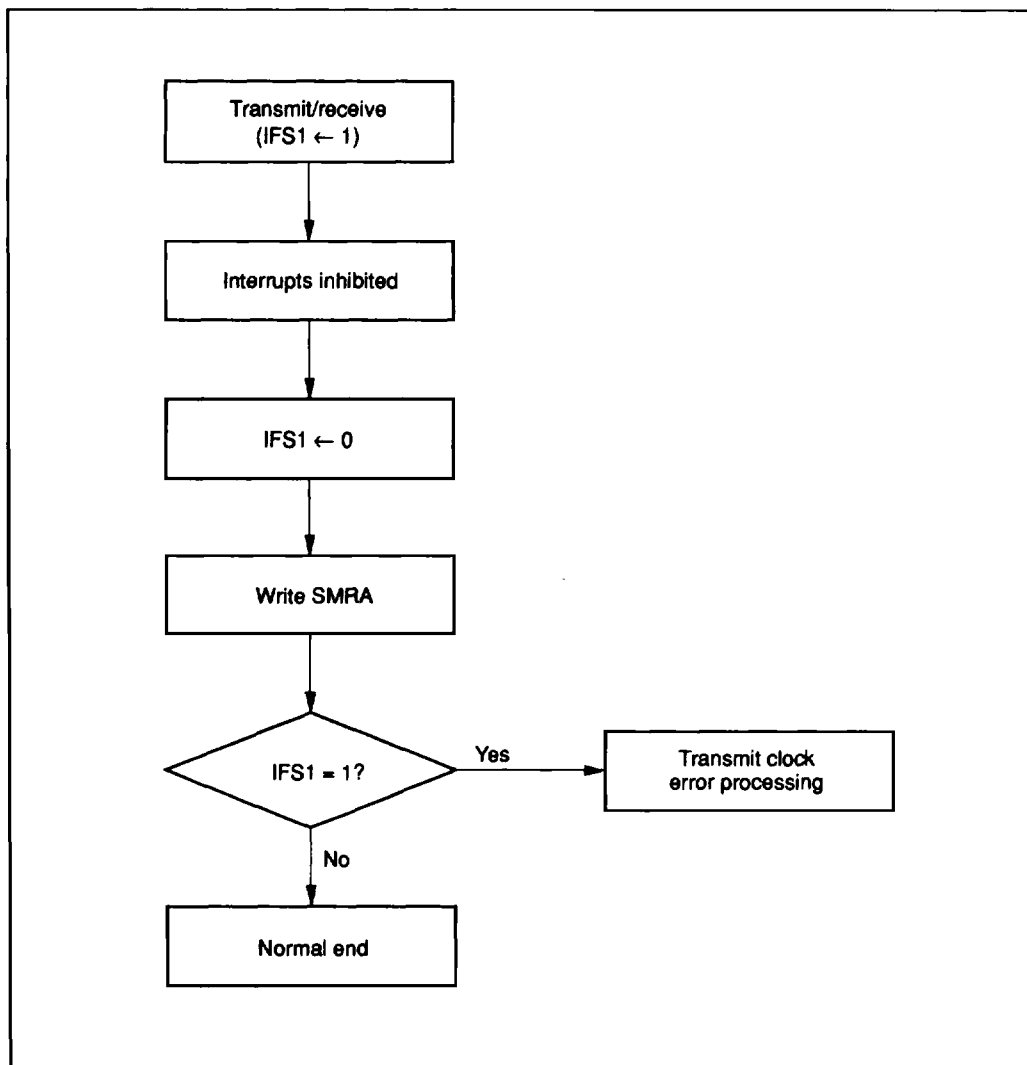 Transmit/receive
(IFS1 ← 1)
Interrupts inhibited
IFS1 ← 0
Write SMRA
IFS1 = 1?
Yes
Transmit clock
error processing
No
Normal end